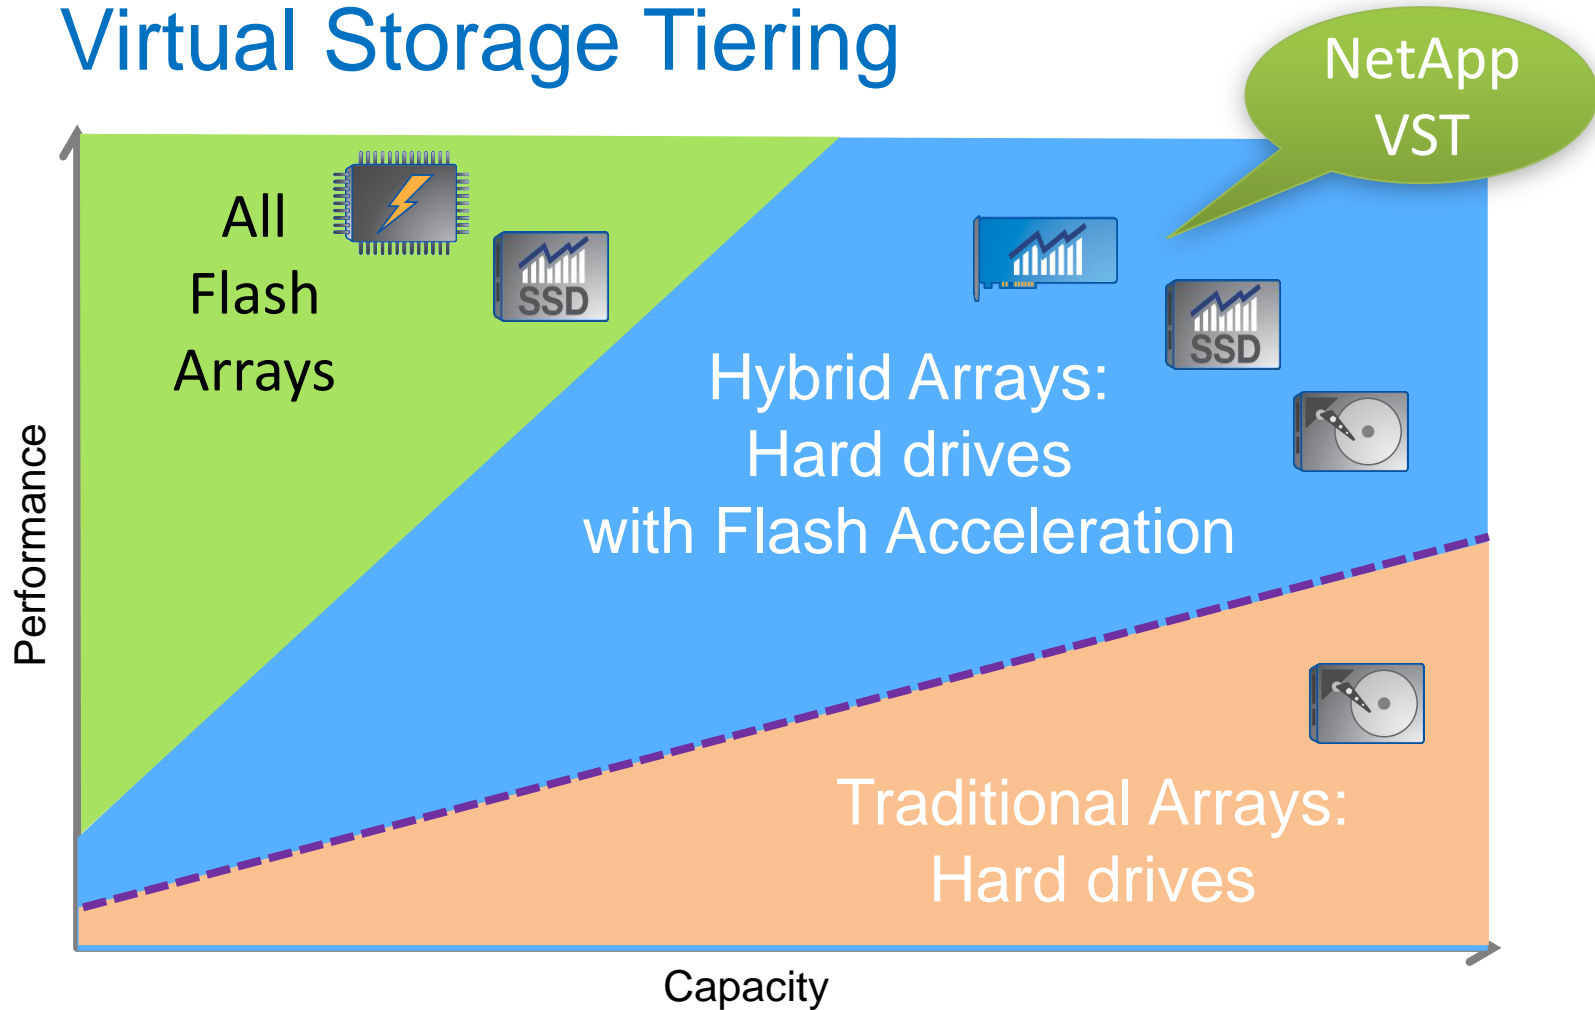 Virtual Storage Tiering
NetApp
VST
All
Flash
Arrays
SSD
SSD
Hybrid Arrays:
Hard drives
with Flash Acceleration
Performance
Traditional Arrays:
Hard drives
Capacity